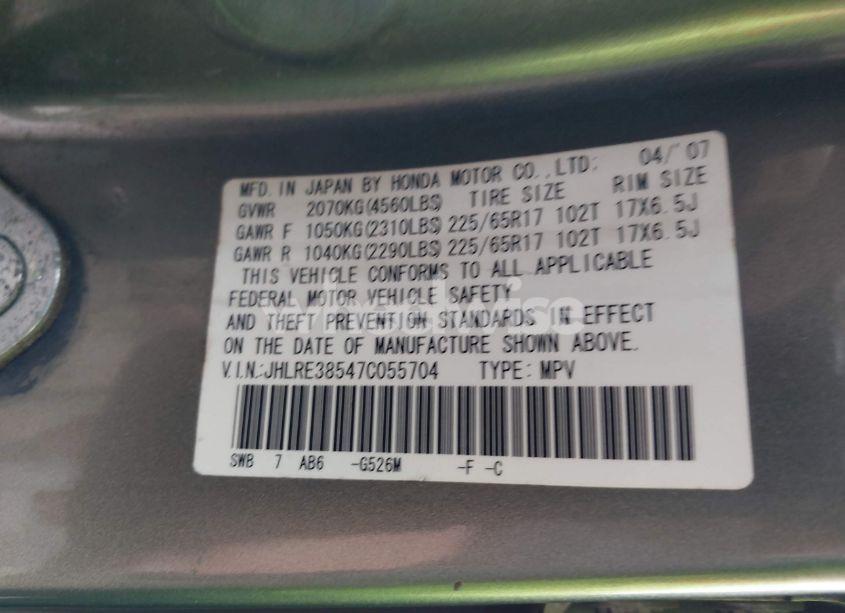 MFD. IN JAPAN BY HONDA MOTOR CO., LTD: 04/'07
GVWR 2070KG(4560LBS) TIRE SIZE RIM SIZE
GAWR F 1050KG(2310LBS) 225/65R17 102T 17X6.5J
GAWR R 1040KG(2290LBS) 225/65R17 102T 17X6.5J
THIS VEHICLE CONFORMS TO ALL APPLICABLE
FEDERAL MOTOR VEHICLE SAFETY
AND THEFT PREVENTION STANDARDS IN EFFECT
ON THE DATE OF MANUFACTURE SHOWN ABOVE.
V.I.N.:JHLRE38547C055704 TYPE: MPV
SWB 7 AB6 -G526M -F -C